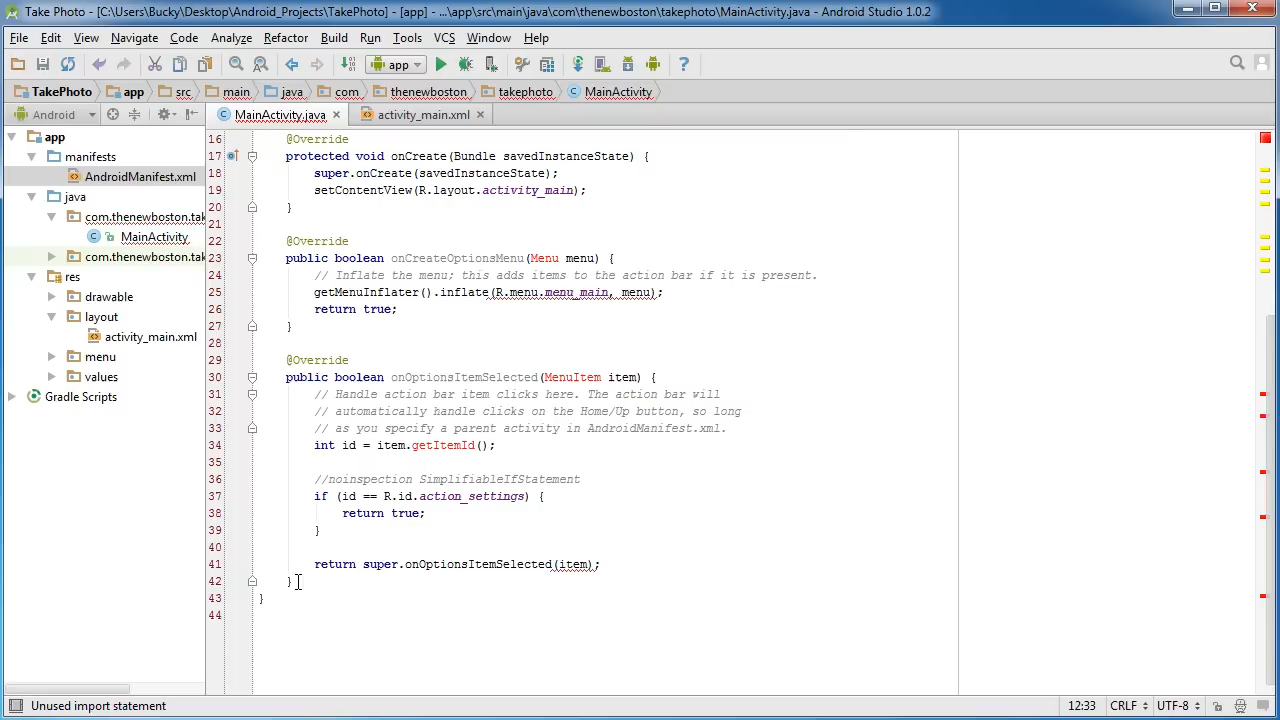 Take Photo - [C:\Users\Bucky\Desktop\Android_Projects\TakePhoto] - [app] - ...\app\src\main\java\com\thenewboston\takephoto\MainActivity.java - Android Studio 1.0.2
File Edit View Navigate Code Analyze Refactor Build Run Tools VCS Window Help
app
TakePhoto app src main java com thenewboston takephoto MainActivity
Android MainActivity.java activity_main.xml
app
manifests
AndroidManifest.xml
java
com.thenewboston.tak
MainActivity
com.thenewboston.tak
res
drawable
layout
activity_main.xml
menu
values
Gradle Scripts
16 @Override
17 protected void onCreate(Bundle savedInstanceState) {
18 super.onCreate(savedInstanceState);
19 setContentView(R.layout.activity_main);
20 }
21
22 @Override
23 public boolean onCreateOptionsMenu(Menu menu) {
24 // Inflate the menu; this adds items to the action bar if it is present.
25 getMenuInflater().inflate(R.menu.menu_main, menu);
26 return true;
27 }
28
29 @Override
30 public boolean onOptionsItemSelected(MenuItem item) {
31 // Handle action bar item clicks here. The action bar will
32 // automatically handle clicks on the Home/Up button, so long
33 // as you specify a parent activity in AndroidManifest.xml.
34 int id = item.getItemId();
35
36 //noinspection SimplifiableIfStatement
37 if (id == R.id.action_settings) {
38 return true;
39 }
40
41 return super.onOptionsItemSelected(item);
42 }
43 }
44
Unused import statement 12:33 CRLF UTF-8